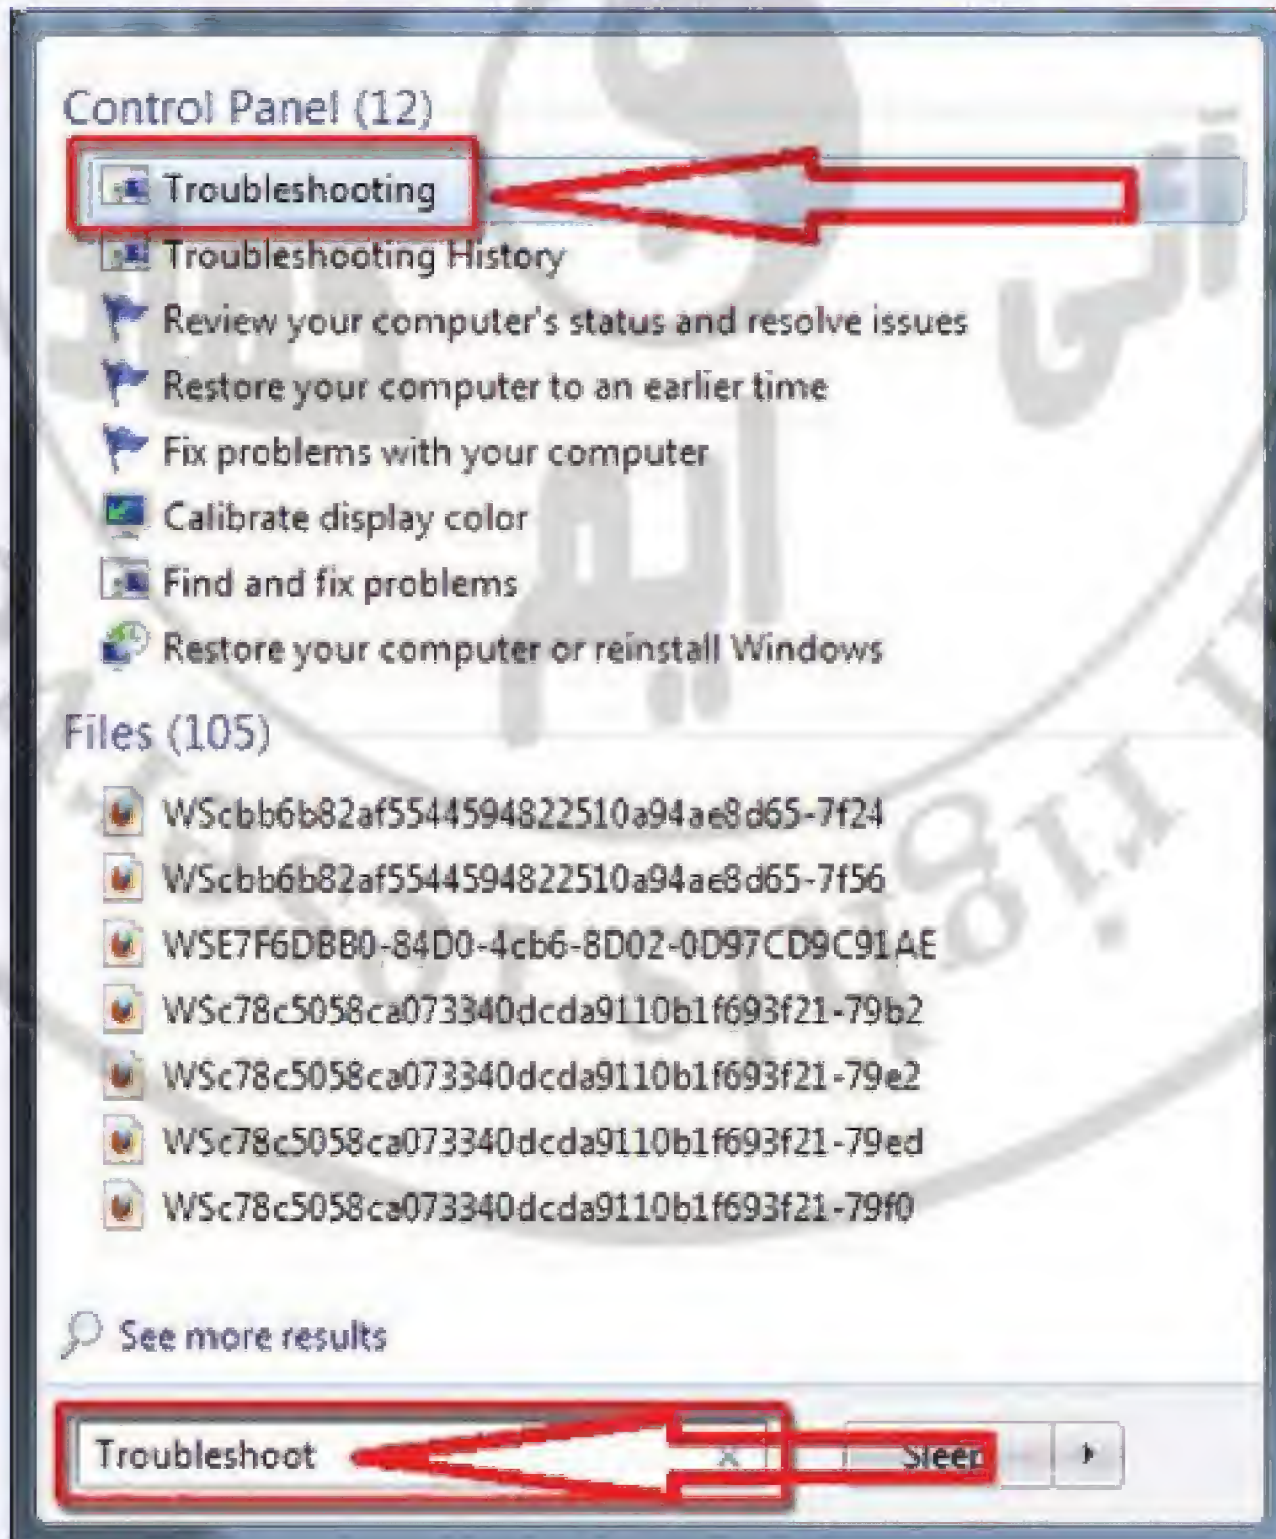 Control Panel (12)
Troubleshooting
Troubleshooting History
Review your computer's status and resolve issues
Restore your computer to an earlier time
Fix problems with your computer
Calibrate display color
Find and fix problems
Restore your computer or reinstall Windows
Files (105)
WScbb6b82af5544594822510a94ae8d65-7f24
WScbb6b82af5544594822510a94ae8d65-7f56
WSE7F6DBB0-84D0-4cb6-8D02-0D97CD9C91AE
WSc78c5058ca073340dcda9110b1f693f21-79b2
WSc78c5058ca073340dcda9110b1f693f21-79e2
WSc78c5058ca073340dcda9110b1f693f21-79ed
WSc78c5058ca073340dcda9110b1f693f21-79f0
See more results
Troubleshoot
Sleep